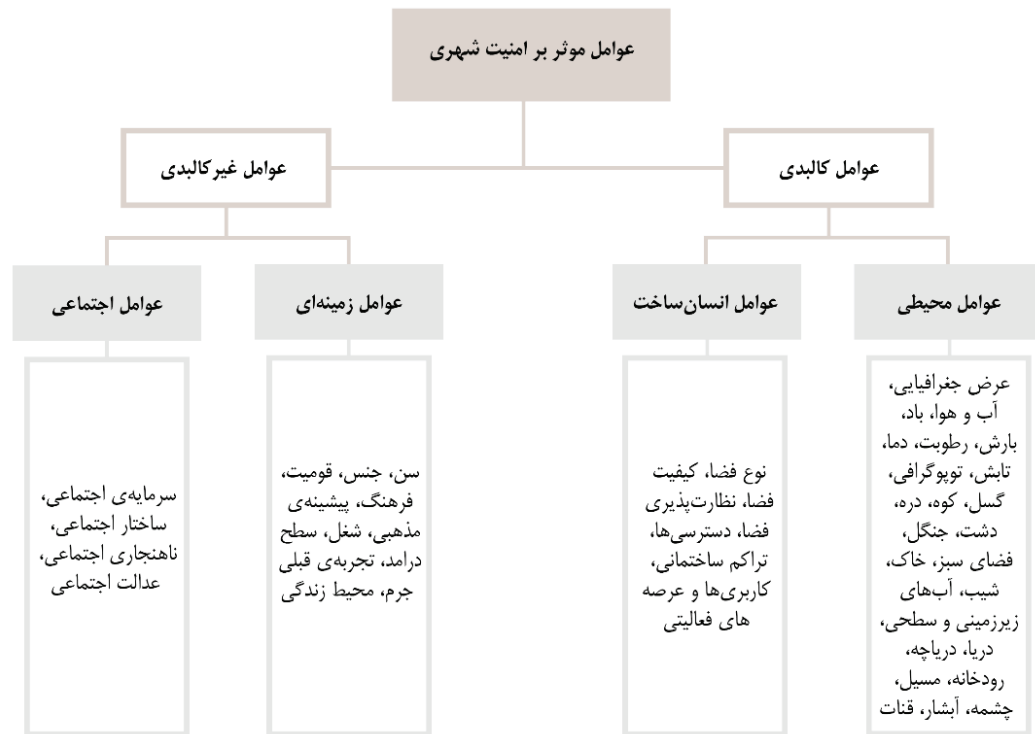 عوامل موثر بر امنیت شهری
عوامل کالبدی
عوامل غیرکالبدی
عوامل محیطی
عوامل انسان‌ساخت
عوامل زمینه‌ای
عوامل اجتماعی
عرض جغرافیایی،
آب و هوا، باد،
بارش، رطوبت، دما،
تابش، توپوگرافی،
گسل، کوه، دره،
دشت، جنگل،
فضای سبز، خاک،
شیب، آب‌های
زیرزمینی و سطحی،
دریا، دریاچه،
رودخانه، مسیل،
چشمه، آبشار، قنات
نوع فضا، کیفیت
فضا، نظارت‌پذیری
فضا، دسترسی‌ها،
تراکم ساختمانی،
کاربری‌ها و عرصه
های فعالیتی
سن، جنس، قومیت،
فرهنگ، پیشینه‌ی
مذهبی، شغل، سطح
درامد، تجربه‌ی قبلی
جرم، محیط زندگی
سرمایه‌ی اجتماعی،
ساختار اجتماعی،
ناهنجاری اجتماعی،
عدالت اجتماعی